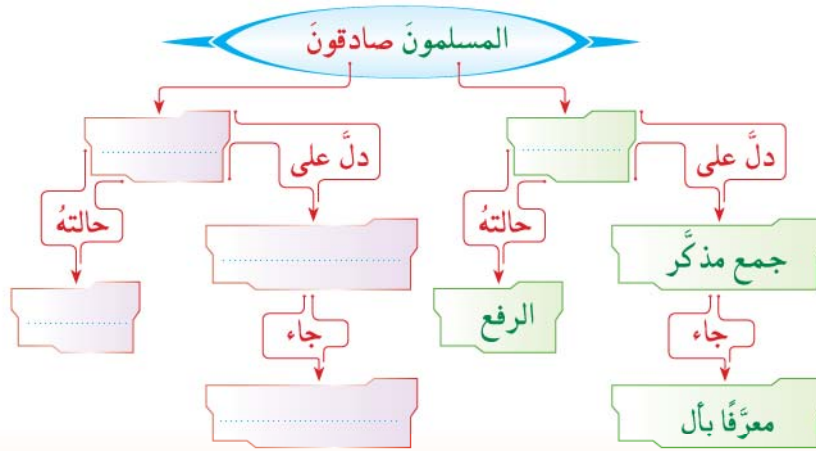 المسلمونَ صادقونَ
دلَّ على
دلَّ على
حالتهُ
حالتهُ
جمع مذكَّر
الرفع
جاء
جاء
معرَّفًا بأل